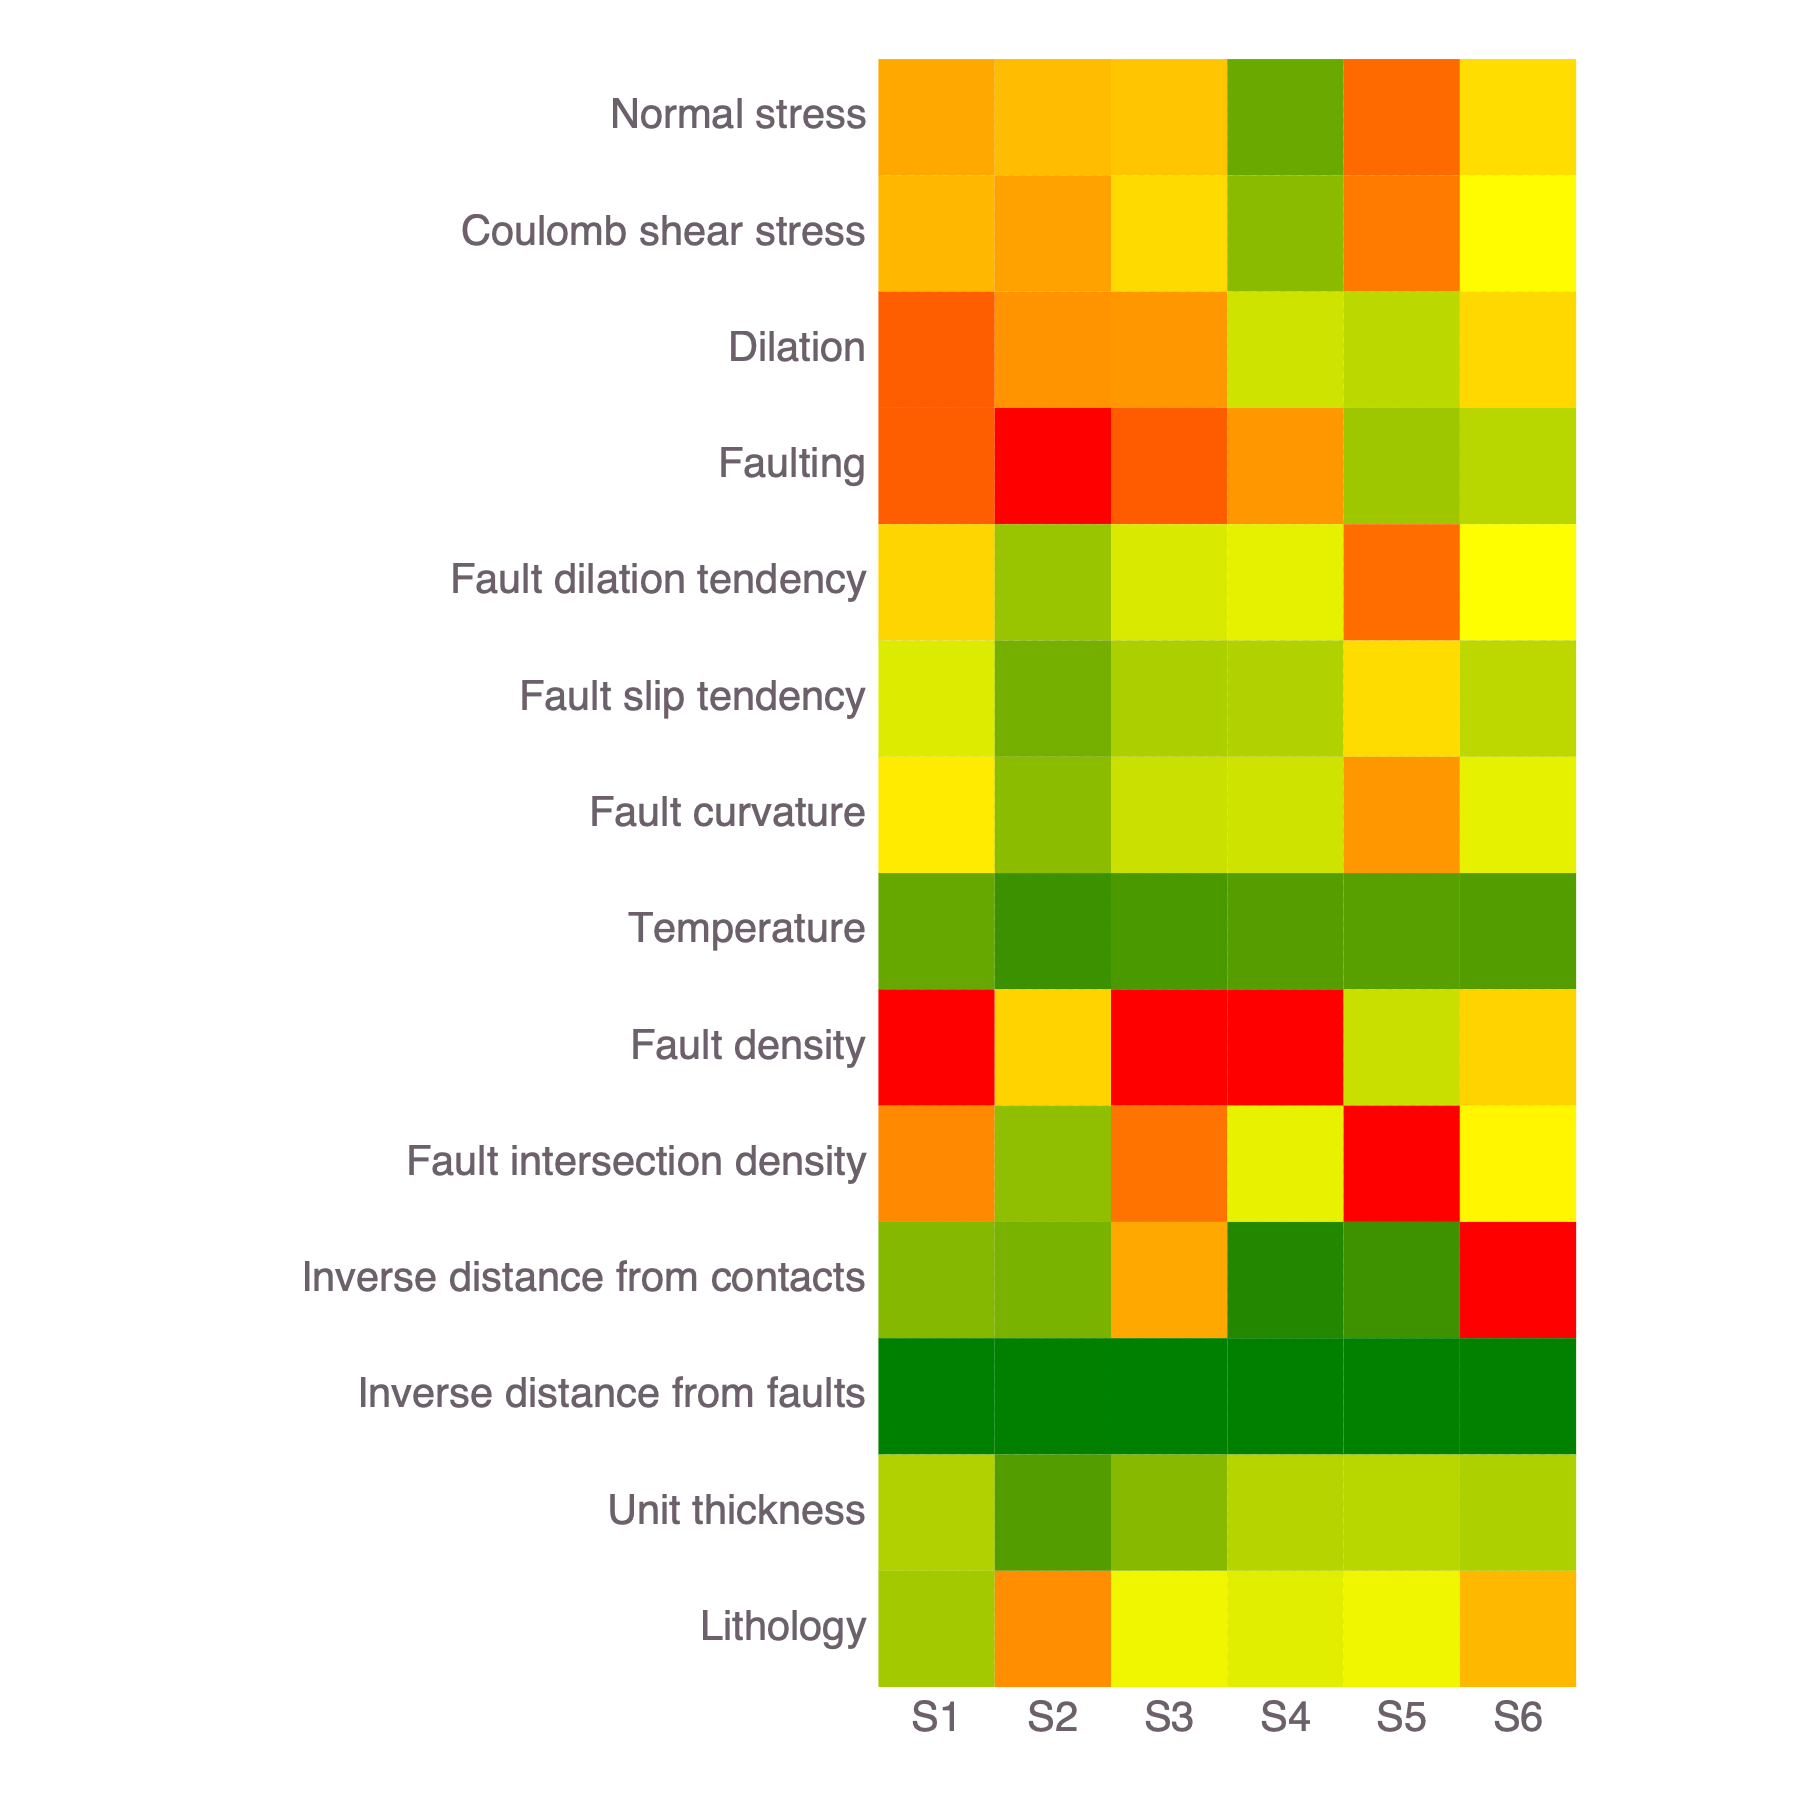 Normal stress
Coulomb shear stress
Dilation
Faulting
Fault dilation tendency
Fault slip tendency
Fault curvature
Temperature
Fault density
Fault intersection density
Inverse distance from contacts
Inverse distance from faults
Unit thickness
Lithology
S1 S2 S3 S4 S5 S6